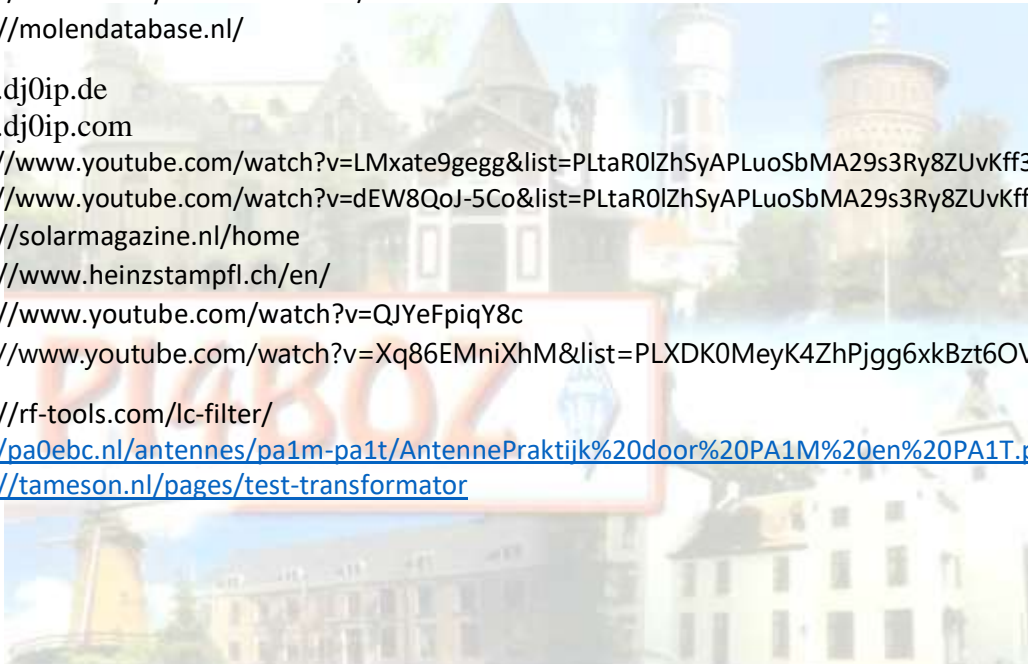 //molendatabase.nl/
.dj0ip.de
.dj0ip.com
//www.youtube.com/watch?v=LMxate9gegg&list=PLtaR0lZhSyAPLuoSbMA29s3Ry8ZUvKff3
//www.youtube.com/watch?v=dEW8QoJ-5Co&list=PLtaR0lZhSyAPLuoSbMA29s3Ry8ZUvKff
//solarmagazine.nl/home
//www.heinzstampfl.ch/en/
//www.youtube.com/watch?v=QJYeFpiqY8c
//www.youtube.com/watch?v=Xq86EMniXhM&list=PLXDK0MeyK4ZhPjgg6xkBzt6OV
PI4BOZ
//rf-tools.com/lc-filter/
/pa0ebc.nl/antennes/pa1m-pa1t/AntennePraktijk%20door%20PA1M%20en%20PA1T.p
//tameson.nl/pages/test-transformator